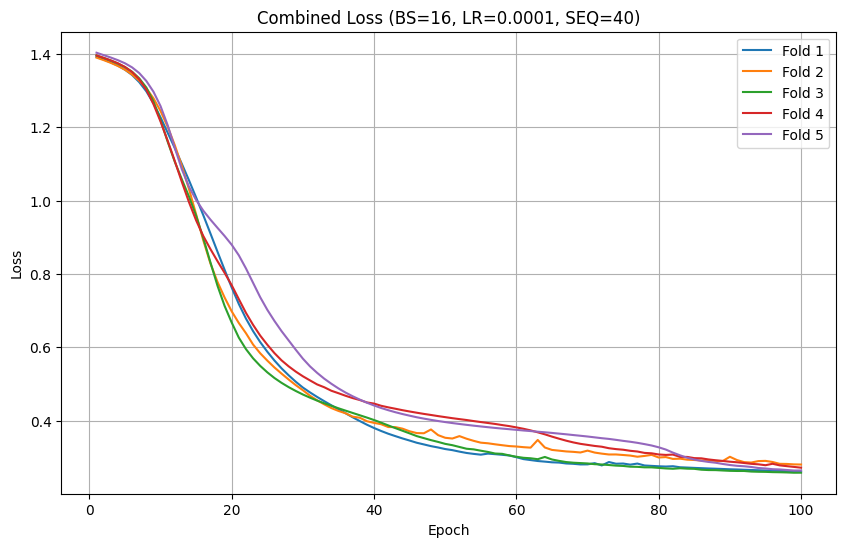 Combined Loss (BS=16, LR=0.0001, SEQ=40)
Loss
1.4
1.2
1.0
0.8
0.6
0.4
Fold 1
Fold 2
Fold 3
Fold 4
Fold 5
0 20 40 60 80 100
Epoch